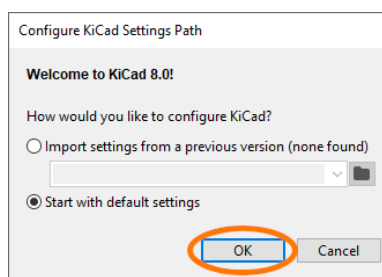 Configure KiCad Settings Path
Welcome to KiCad 8.0!
How would you like to configure KiCad?
Import settings from a previous version (none found)
Start with default settings
OK Cancel